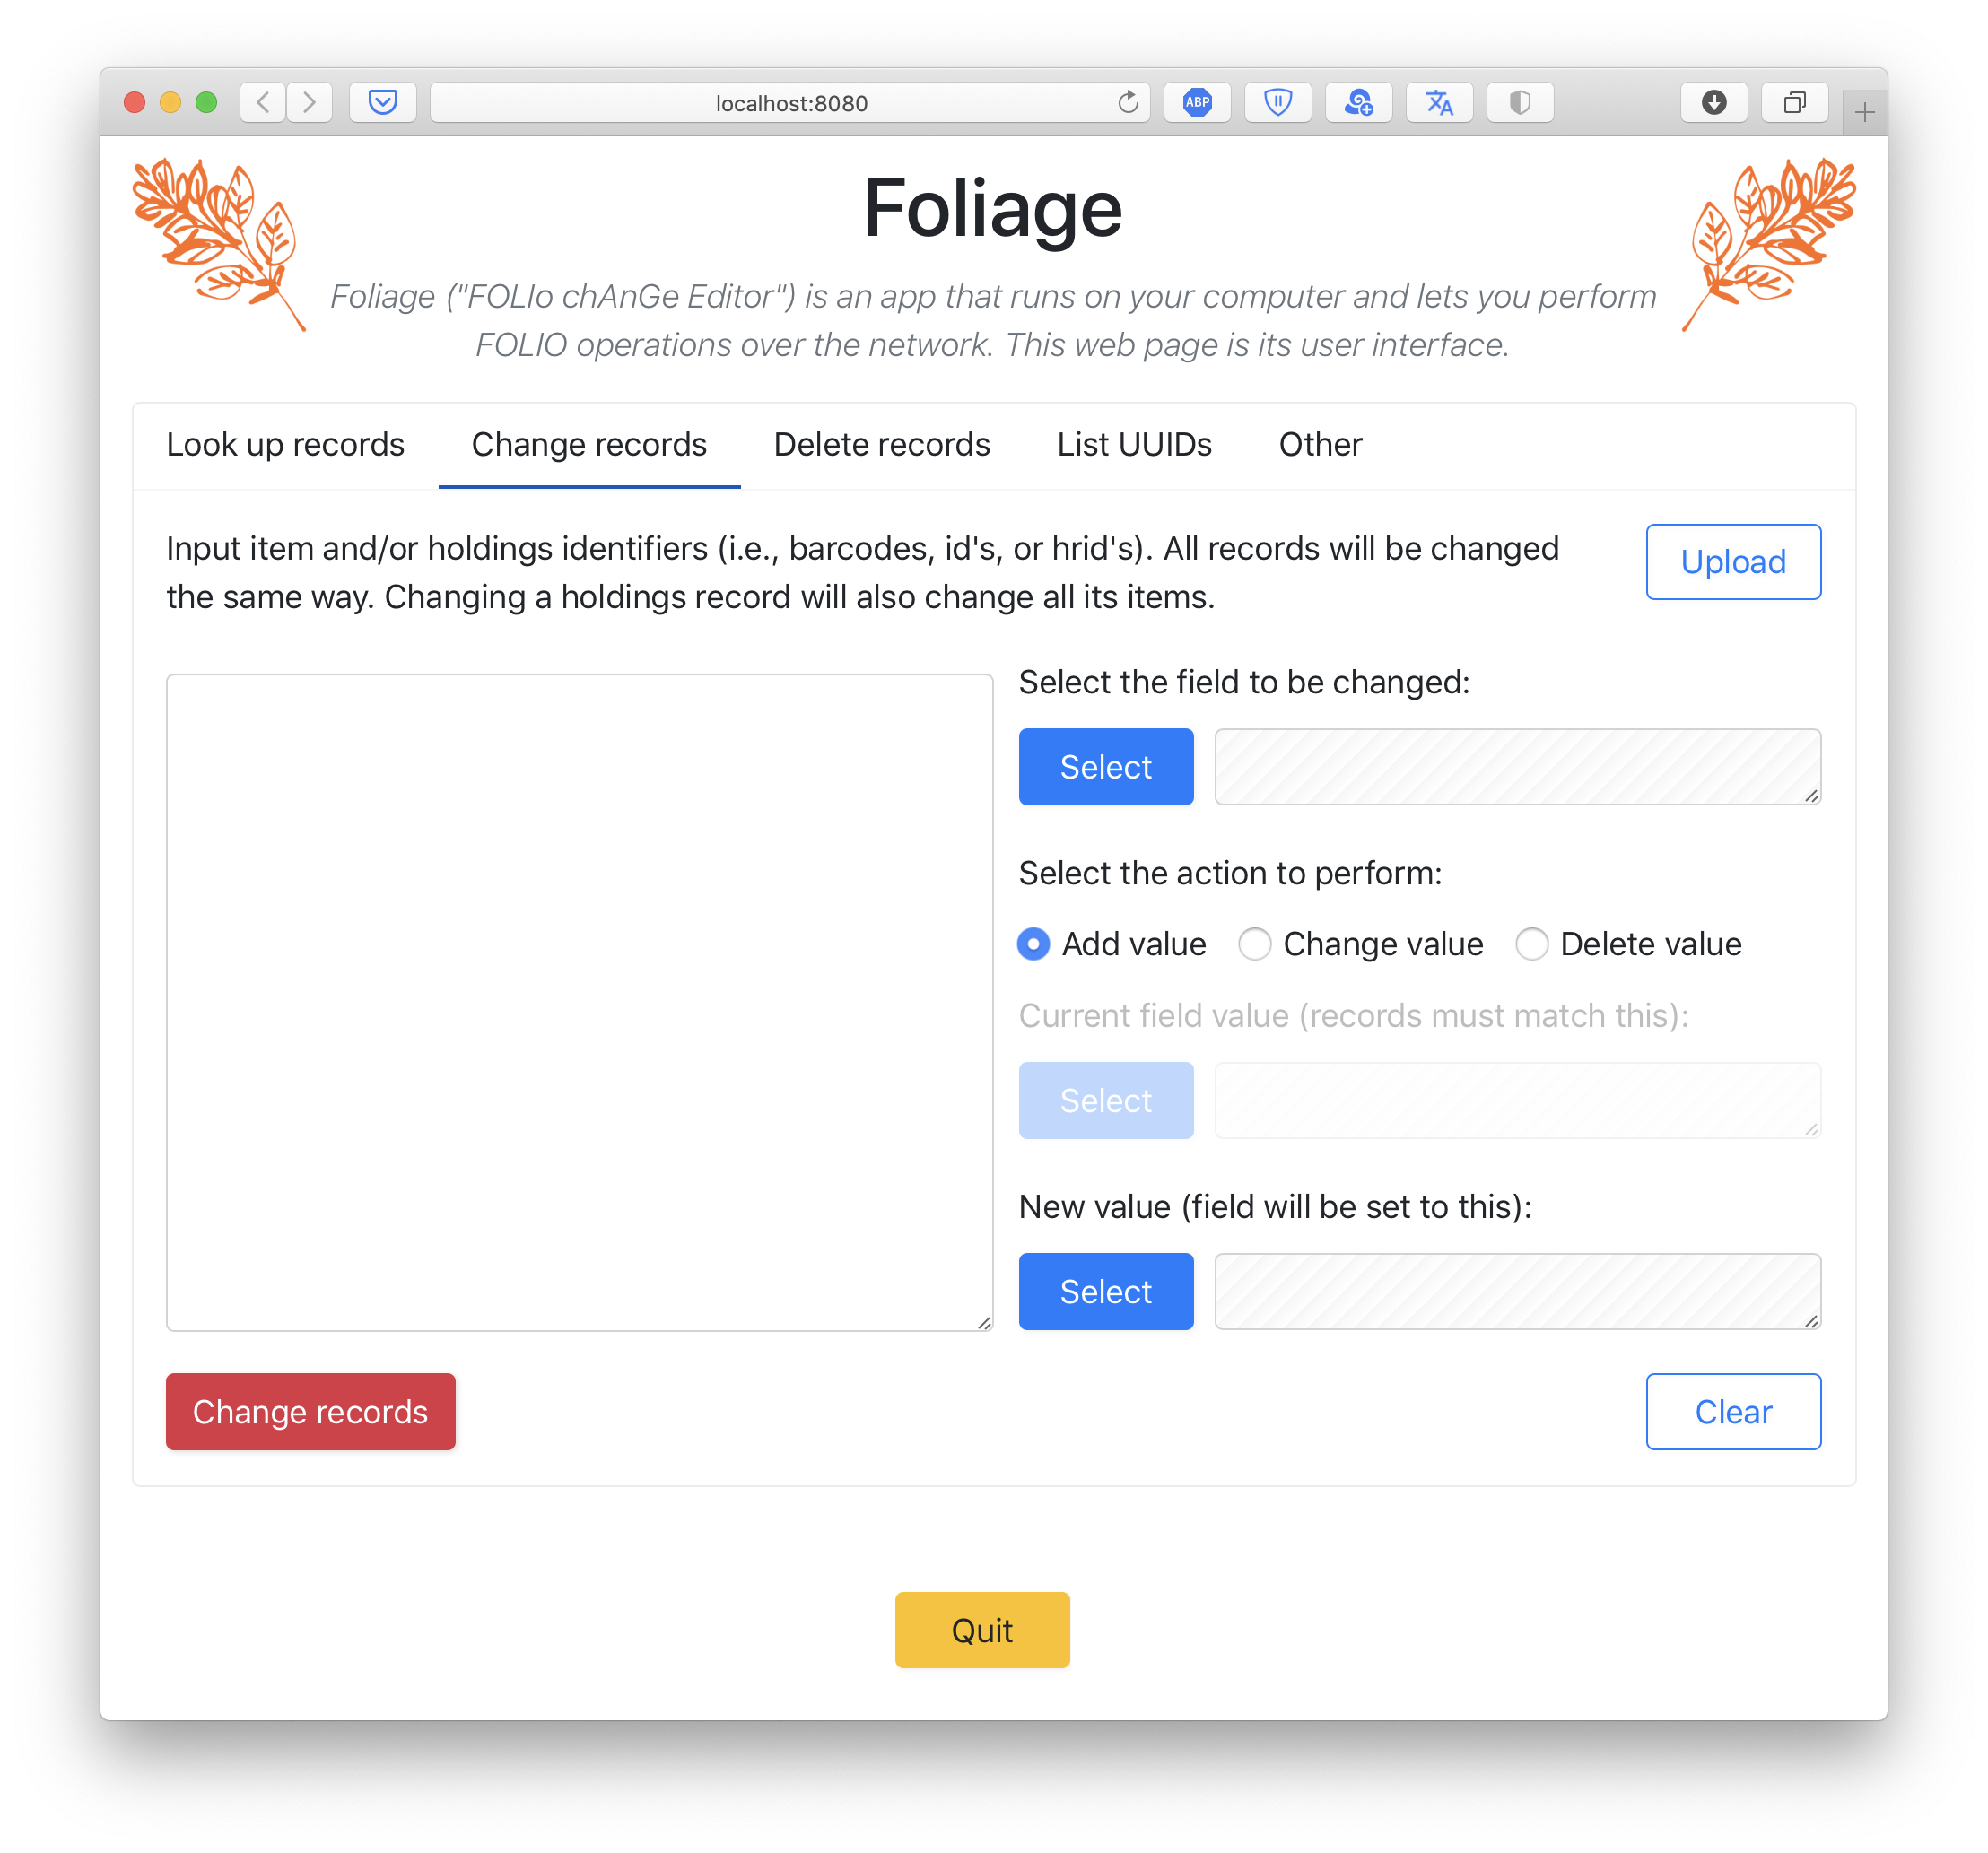 localhost:8080
ABP
Foliage
Foliage ("FOLIo chAnGe Editor") is an app that runs on your computer and lets you perform
FOLIO operations over the network. This web page is its user interface.
Look up records Change records Delete records List UUIDs Other
Input item and/or holdings identifiers (i.e., barcodes, id's, or hrid's). All records will be changed
the same way. Changing a holdings record will also change all its items.
Upload
Select the field to be changed:
Select
Select the action to perform:
Add value Change value Delete value
Current field value (records must match this):
Select
New value (field will be set to this):
Select
Change records Clear
Quit